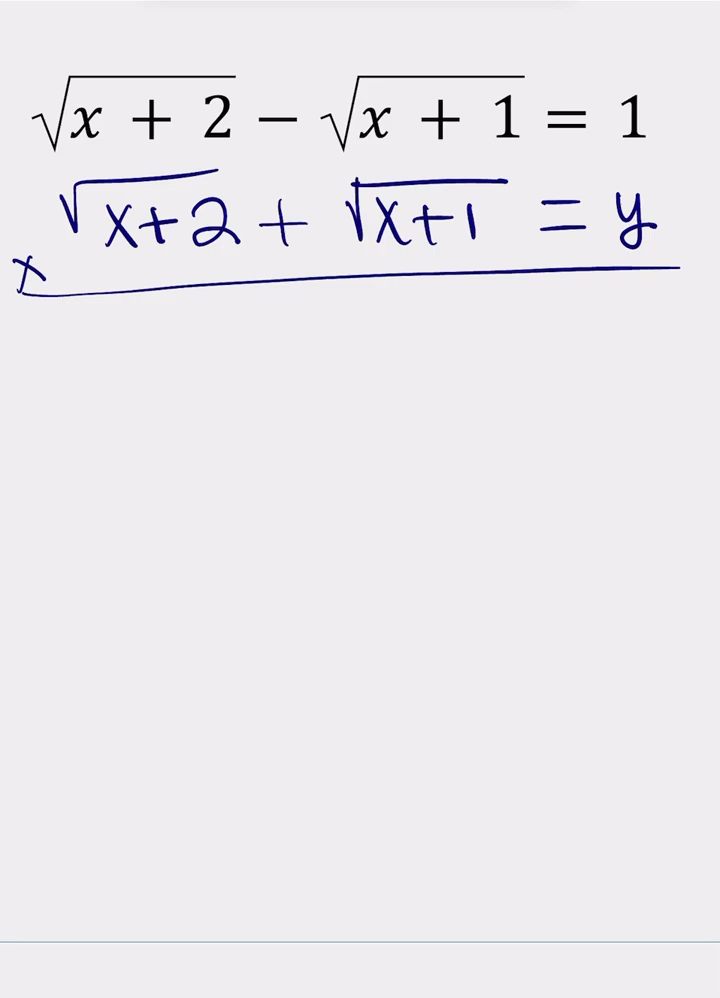 √(x + 2) − √(x + 1) = 1
√(x+2) + √(x+1) = y
×